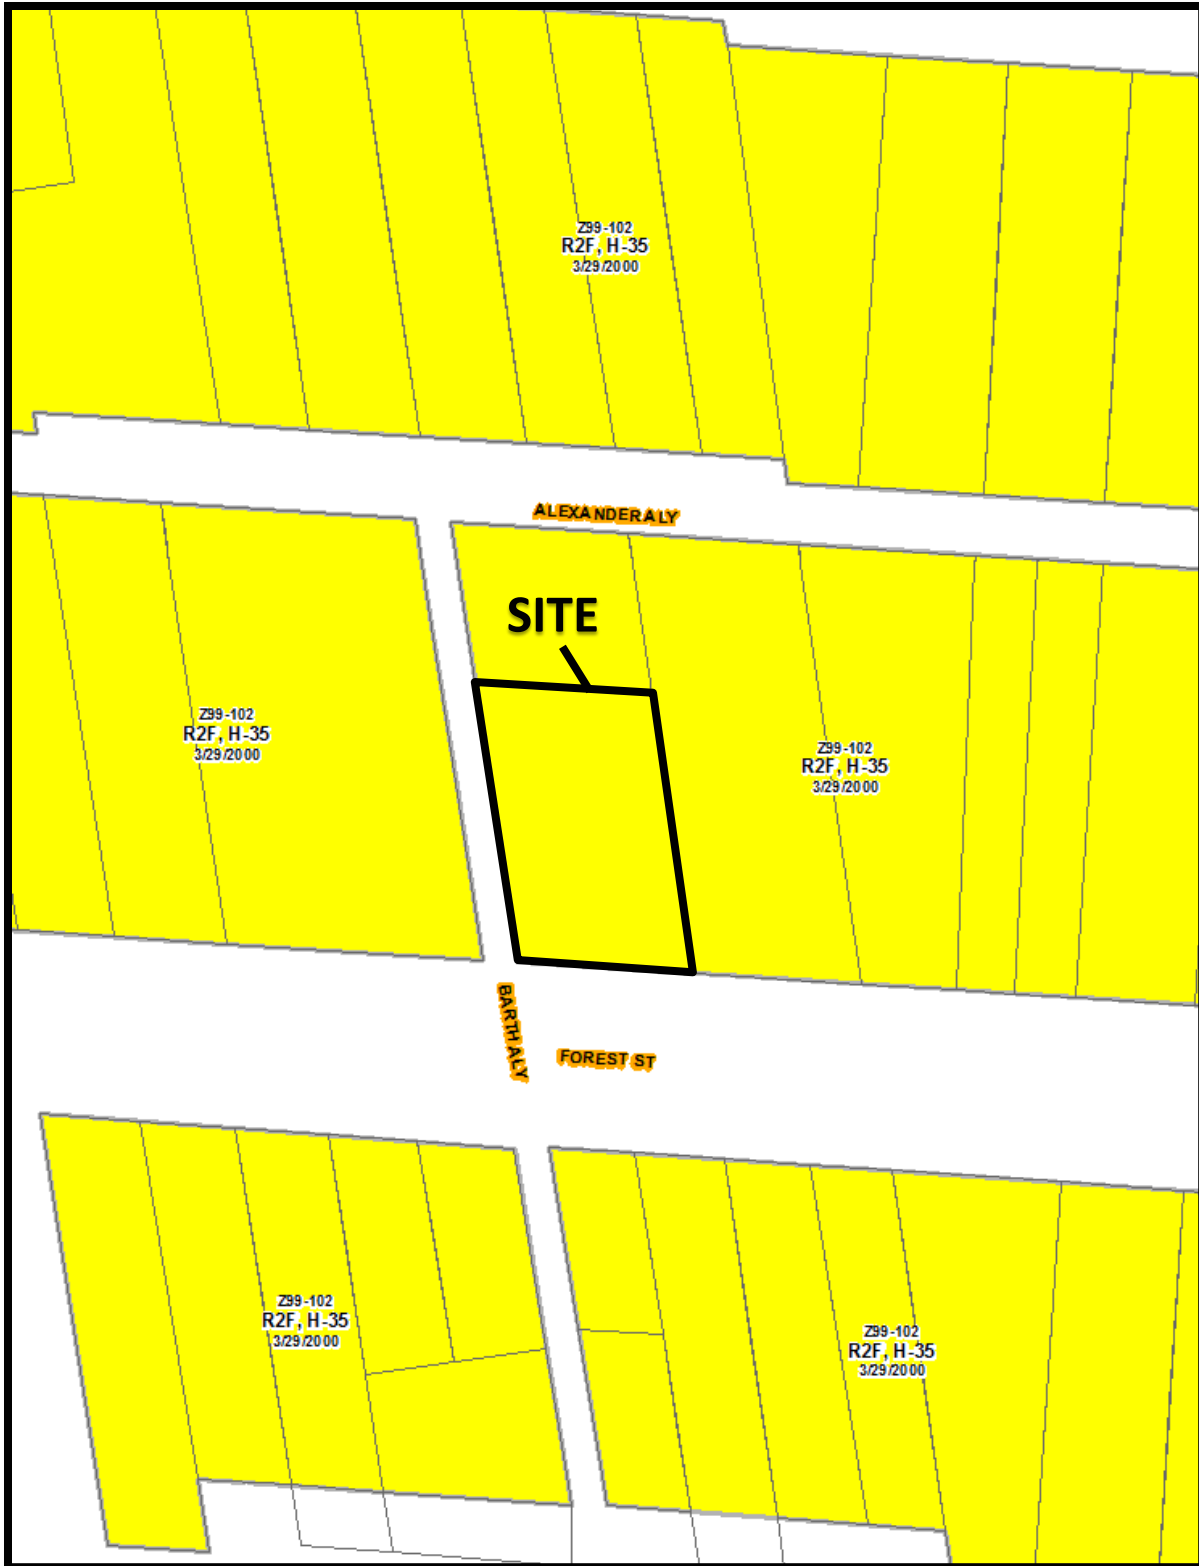 Z99-102
R2F, H-35
3/29/2000
ALEXANDER ALY
SITE
Z99-102
R2F, H-35
3/29/2000
Z99-102
R2F, H-35
3/29/2000
BARTH ALY
FOREST ST
Z99-102
R2F, H-35
3/29/2000
Z99-102
R2F, H-35
3/29/2000